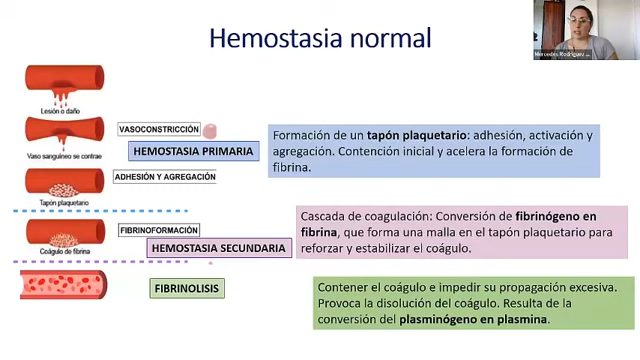 Hemostasia normal
Mercedes Rodríguez ...
Lesión o daño
VASOCONSTRICCIÓN
Vaso sanguíneo se contrae
HEMOSTASIA PRIMARIA
Formación de un tapón plaquetario: adhesión, activación y
agregación. Contención inicial y acelera la formación de
fibrina.
ADHESIÓN Y AGREGACIÓN
Tapón plaquetario
FIBRINOFORMACIÓN
Coágulo de fibrina
HEMOSTASIA SECUNDARIA
Cascada de coagulación: Conversión de fibrinógeno en
fibrina, que forma una malla en el tapón plaquetario para
reforzar y estabilizar el coágulo.
FIBRINOLISIS
Contener el coágulo e impedir su propagación excesiva.
Provoca la disolución del coágulo. Resulta de la
conversión del plasminógeno en plasmina.